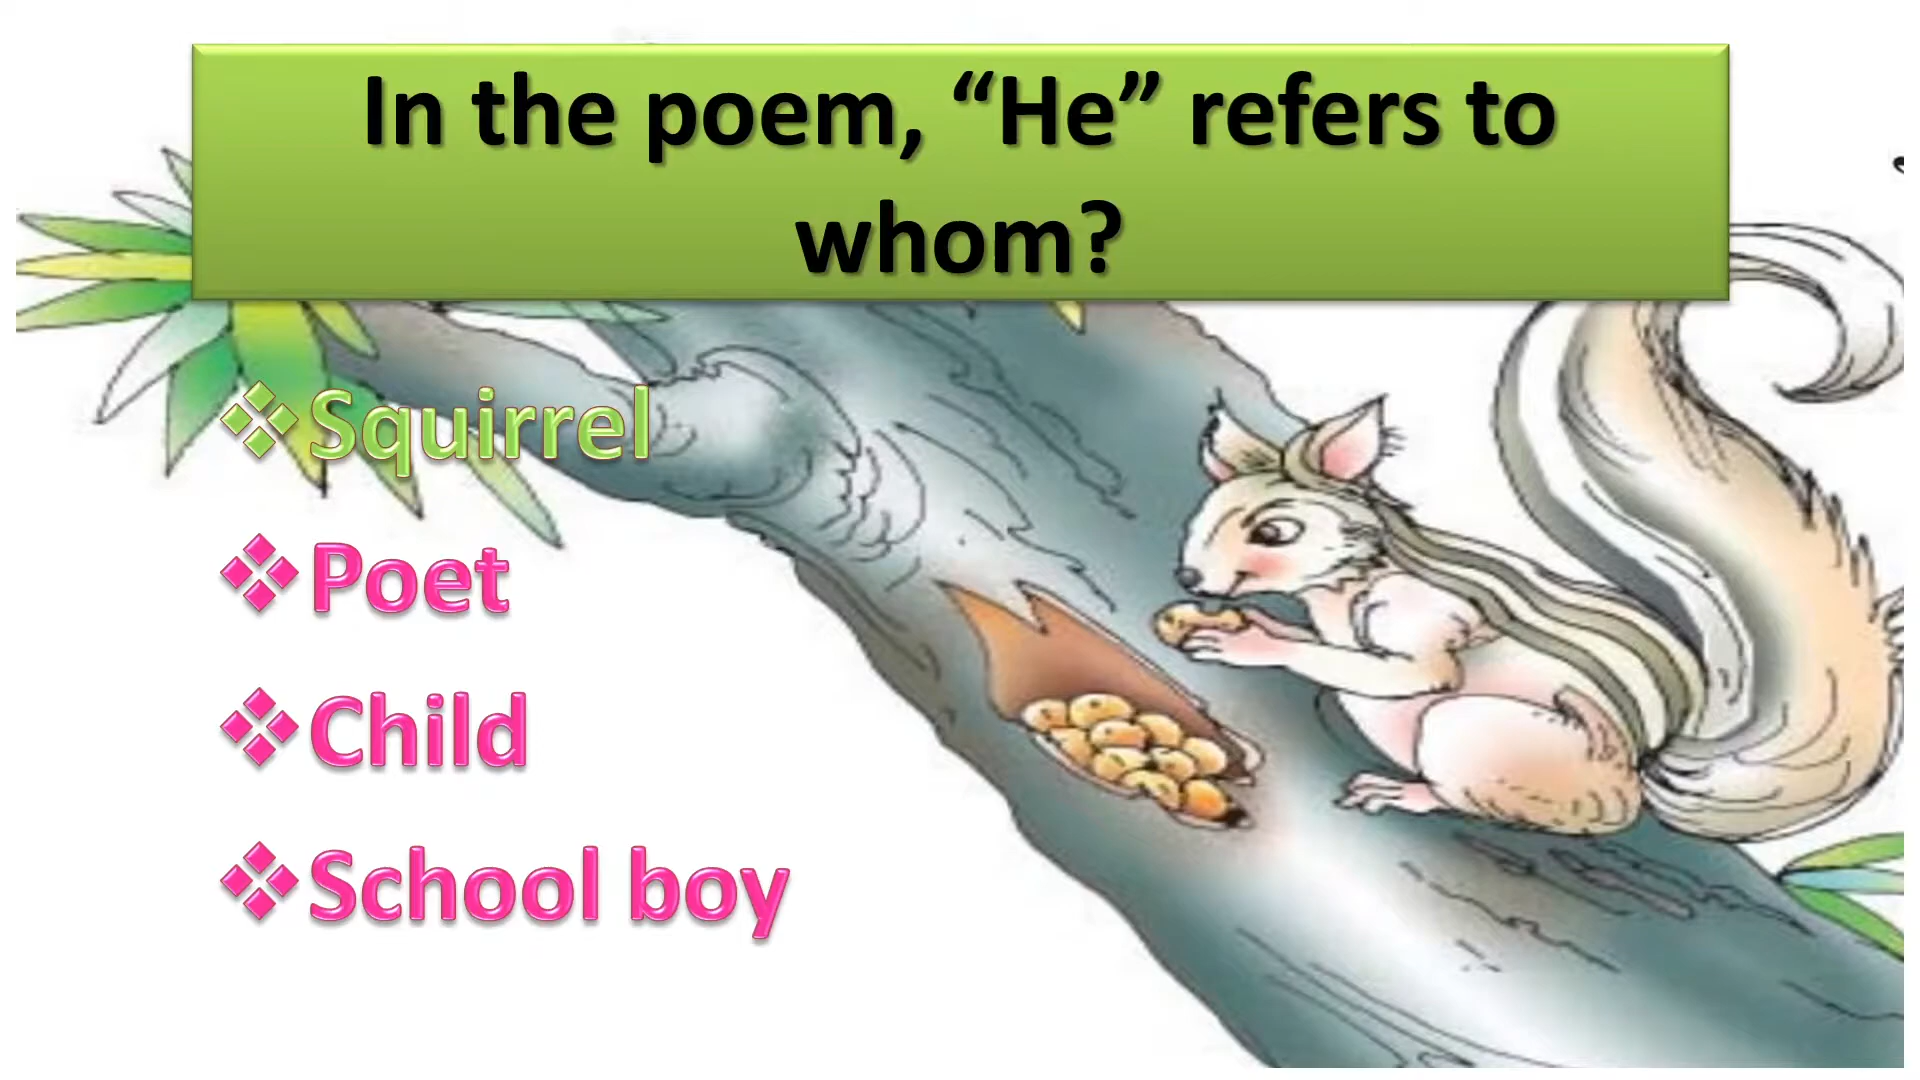 In the poem, “He” refers to
whom?
❖Squirrel
❖Poet
❖Child
❖School boy